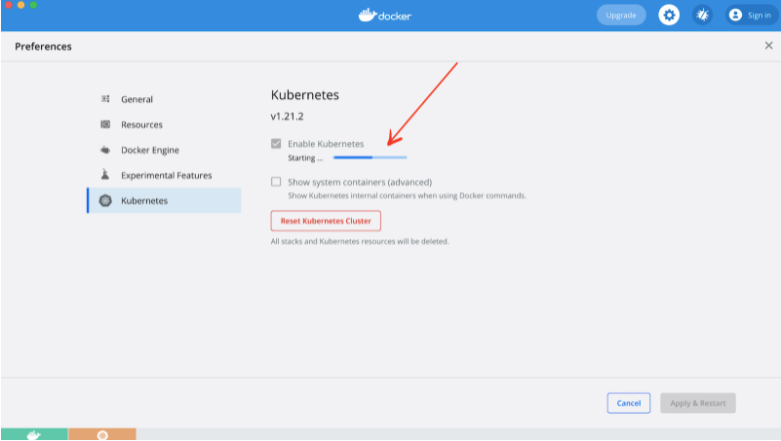 docker
Upgrade
Sign in
Preferences
General
Resources
Docker Engine
Experimental Features
Kubernetes
Kubernetes
v1.21.2
Enable Kubernetes
Starting ...
Show system containers (advanced)
Show Kubernetes internal containers when using Docker commands.
Reset Kubernetes Cluster
All stacks and Kubernetes resources will be deleted.
Cancel
Apply & Restart